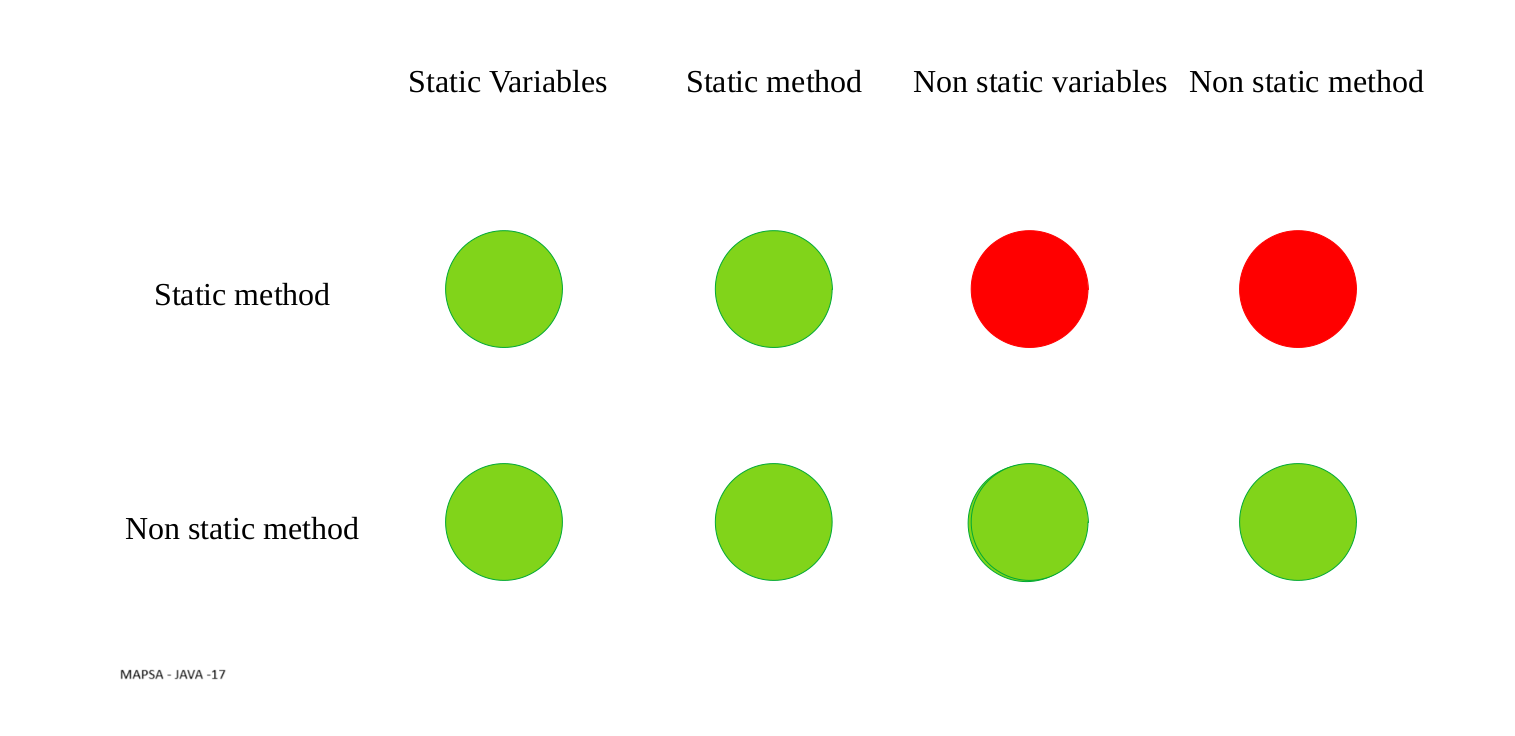 Static Variables Static method Non static variables Non static method
Static method
Non static method
MAPSA - JAVA -17